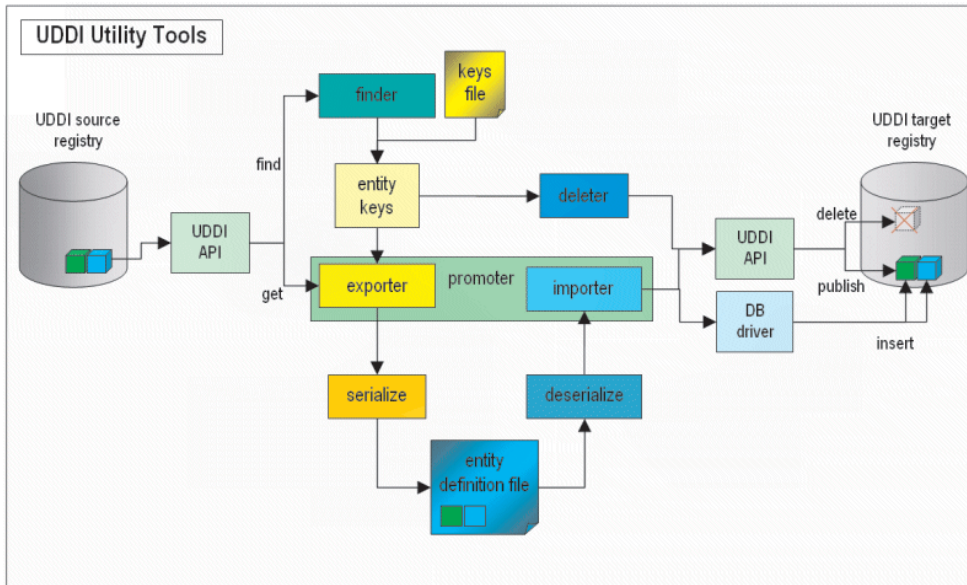 UDDI Utility Tools
keys
file
finder
UDDI source
registry
UDDI target
registry
find
entity
keys
deleter
delete
UDDI
API
UDDI
API
get
exporter
promoter
importer
publish
DB
driver
insert
serialize
deserialize
entity
definition file